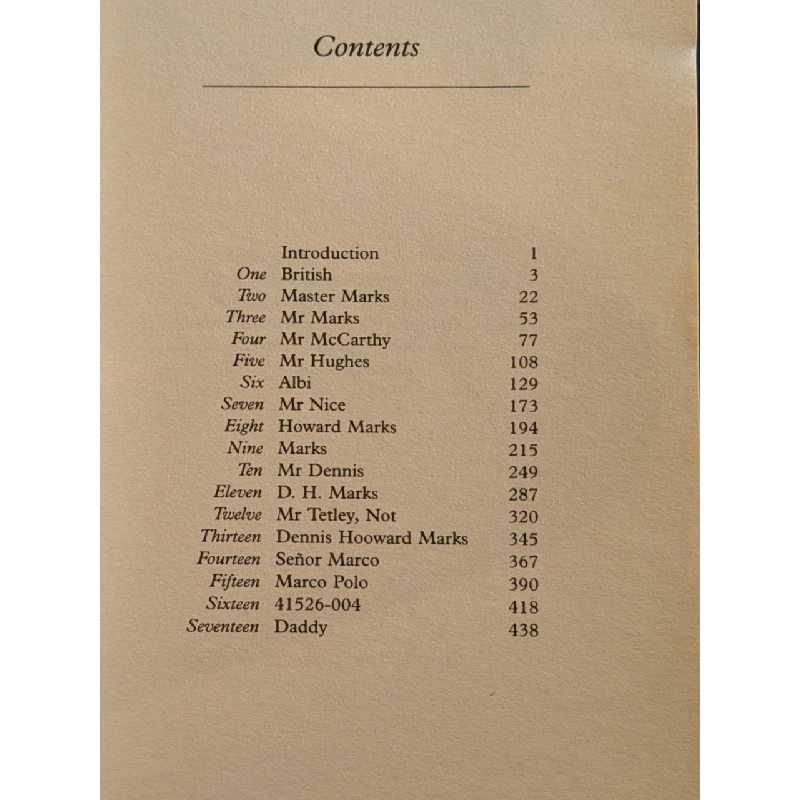 Contents
Introduction 1
One British 3
Two Master Marks 22
Three Mr Marks 53
Four Mr McCarthy 77
Five Mr Hughes 108
Six Albi 129
Seven Mr Nice 173
Eight Howard Marks 194
Nine Marks 215
Ten Mr Dennis 249
Eleven D. H. Marks 287
Twelve Mr Tetley, Not 320
Thirteen Dennis Hooward Marks 345
Fourteen Señor Marco 367
Fifteen Marco Polo 390
Sixteen 41526-004 418
Seventeen Daddy 438